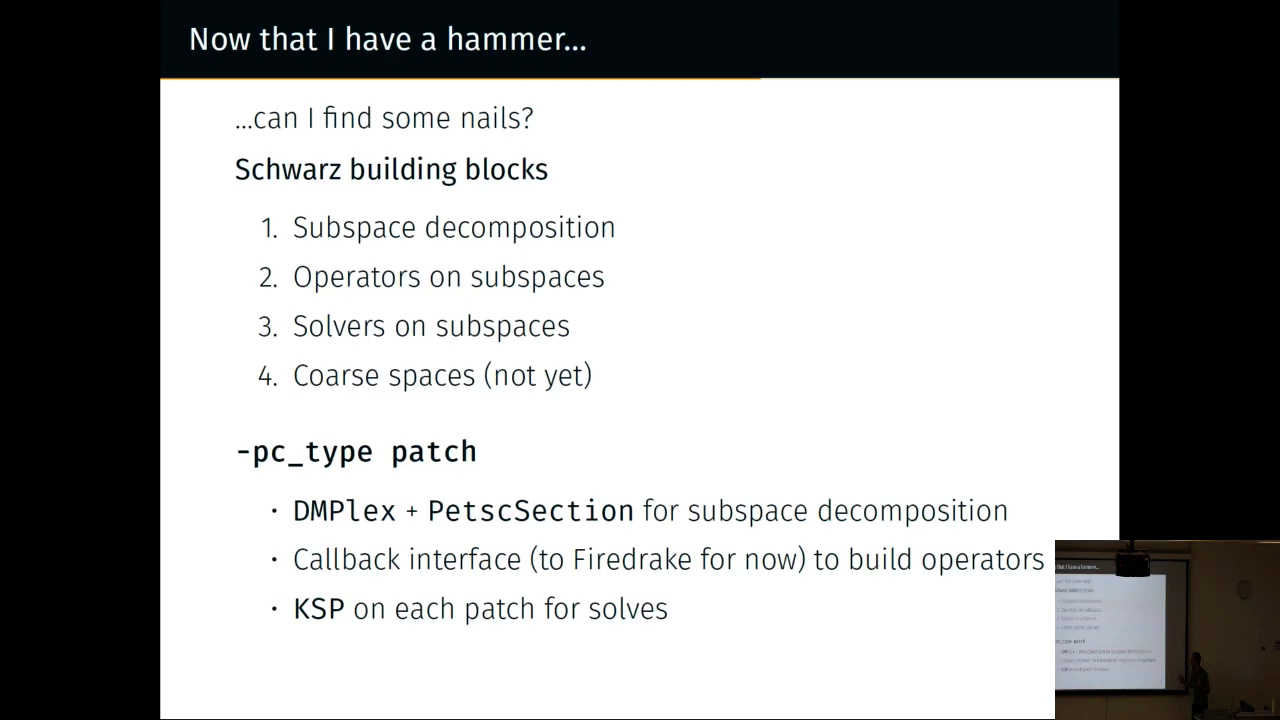 Now that I have a hammer...
...can I find some nails?
Schwarz building blocks
1. Subspace decomposition
2. Operators on subspaces
3. Solvers on subspaces
4. Coarse spaces (not yet)
-pc_type patch
· DMPlex + PetscSection for subspace decomposition
· Callback interface (to Firedrake for now) to build operators
· KSP on each patch for solves